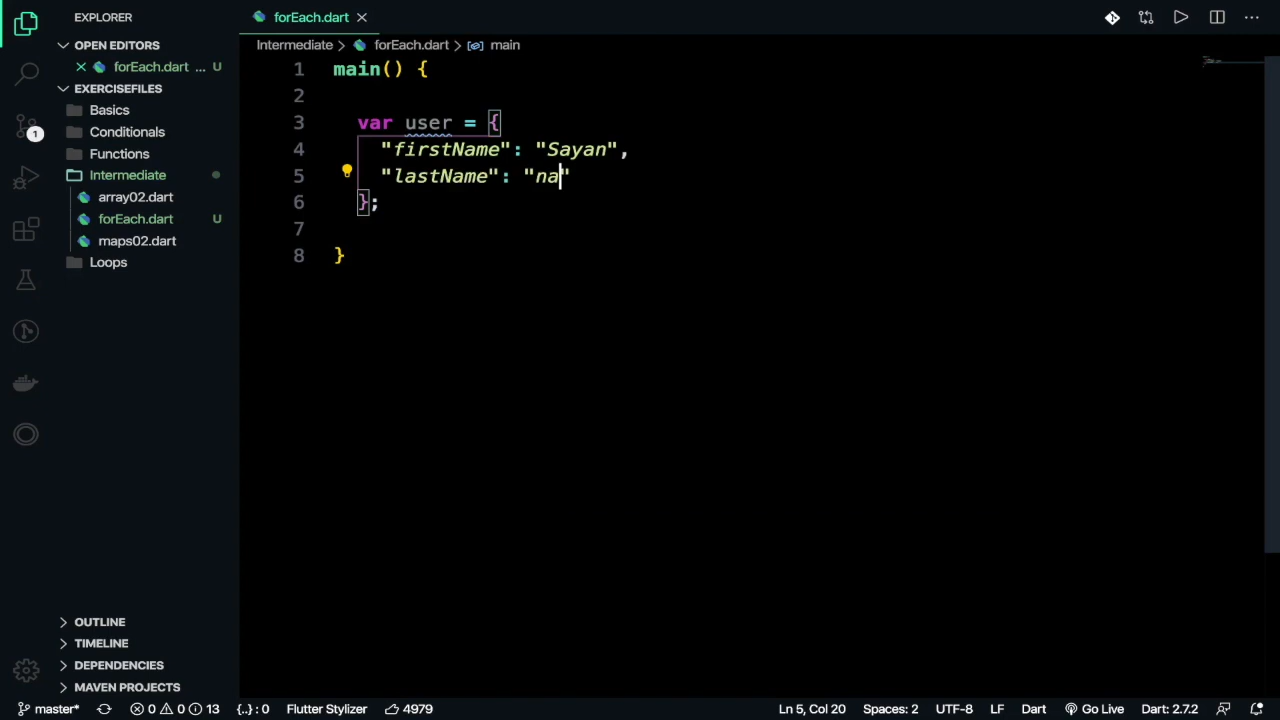 EXPLORER
forEach.dart
OPEN EDITORS
forEach.dart ... U
EXERCISEFILES
Basics
Conditionals
Functions
Intermediate
array02.dart
forEach.dart U
maps02.dart
Loops
OUTLINE
TIMELINE
DEPENDENCIES
MAVEN PROJECTS
1
Intermediate > forEach.dart > main
1 main() {
2
3 var user = {
4 "firstName": "Sayan",
5 "lastName": "na"
6 };
7
8 }
master* 0 0 13 {..} : 0 Flutter Stylizer 4979 Ln 5, Col 20 Spaces: 2 UTF-8 LF Dart Go Live Dart: 2.7.2